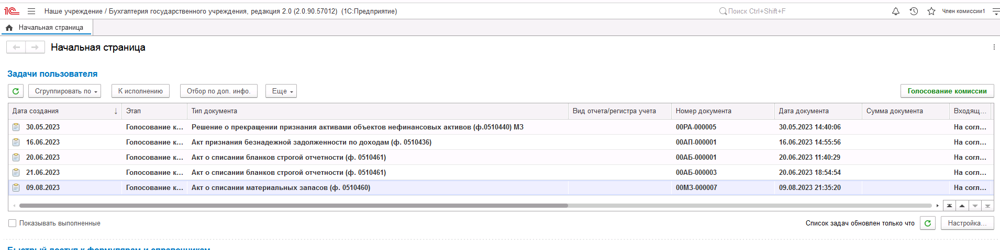 1С Наше учреждение / Бухгалтерия государственного учреждения, редакция 2.0 (2.0.90.57012) (1С:Предприятие) Поиск Ctrl+Shift+F Член комиссии1
Начальная страница
Начальная страница
Задачи пользователя
Сгруппировать по К исполнению Отбор по доп. инфо. Еще Голосование комиссии
Дата создания ↓ Этап Тип документа Вид отчета/регистра учета Номер документа Дата документа Сумма документа Входящ...
30.05.2023 Голосование к... Решение о прекращении признания активами объектов нефинансовых активов (ф.0510440) МЗ 00РА-000005 30.05.2023 14:40:06 На согл...
16.06.2023 Голосование к... Акт признания безнадежной задолженности по доходам (ф. 0510436) 00АП-000001 16.06.2023 14:55:56 На согл...
20.06.2023 Голосование к... Акт о списании бланков строгой отчетности (ф. 0510461) 00АБ-000001 20.06.2023 11:40:29 На согл...
21.06.2023 Голосование к... Акт о списании бланков строгой отчетности (ф. 0510461) 00АБ-000003 20.06.2023 18:54:54 На согл...
09.08.2023 Голосование к... Акт о списании материальных запасов (ф. 0510460) 00МЗ-000007 09.08.2023 21:35:20 На согл...
Показывать выполненные Список задач обновлен только что Настройка...
Быстрый доступ к формулярам и справочникам